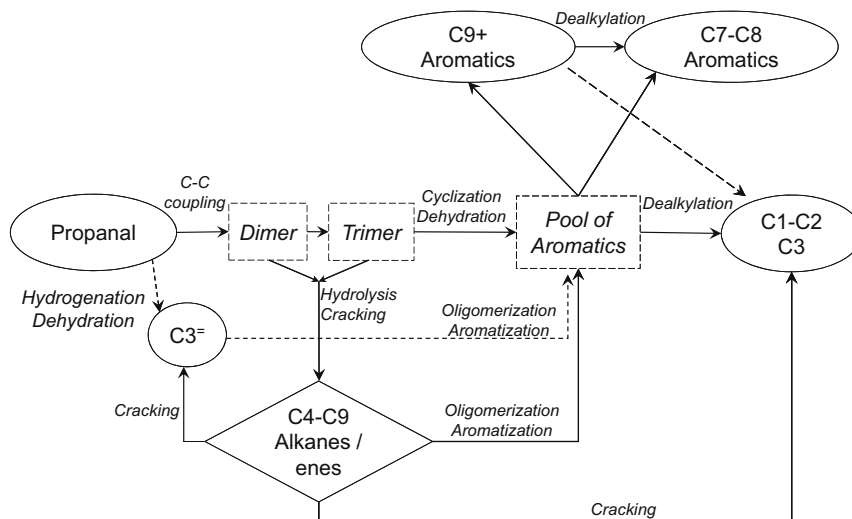 Dealkylation
C9+
Aromatics
C7-C8
Aromatics
C-C
coupling
Cyclization
Dehydration
Dealkylation
Propanal
Dimer
Trimer
Pool of
Aromatics
C1-C2
C3
Hydrogenation
Dehydration
Hydrolysis
Cracking
C3=
Oligomerization
Aromatization
Cracking
C4-C9
Alkanes /
enes
Oligomerization
Aromatization
Cracking